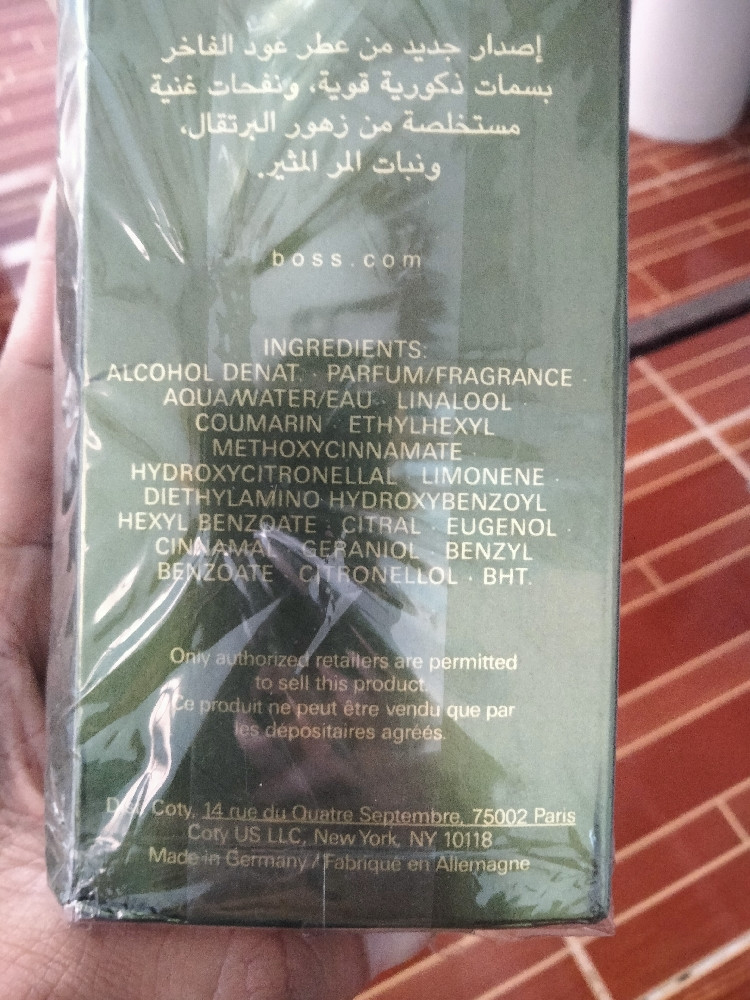 إصدار جديد من عطر عود الفاخر
بسمات ذكورية قوية، ونفحات غنية
مستخلصة من زهور البرتقال،
ونبات المر المثير.
boss.com
INGREDIENTS:
ALCOHOL DENAT. · PARFUM/FRAGRANCE ·
AQUA/WATER/EAU · LINALOOL ·
COUMARIN · ETHYLHEXYL
METHOXYCINNAMATE ·
HYDROXYCITRONELLAL · LIMONENE ·
DIETHYLAMINO HYDROXYBENZOYL
HEXYL BENZOATE · CITRAL · EUGENOL ·
CINNAMAL · GERANIOL · BENZYL
BENZOATE · CITRONELLOL · BHT.
Only authorized retailers are permitted
to sell this product.
Ce produit ne peut être vendu que par
les dépositaires agréés.
Dist. Coty, 14 rue du Quatre Septembre, 75002 Paris
Coty US LLC, New York, NY 10118
Made in Germany / Fabriqué en Allemagne